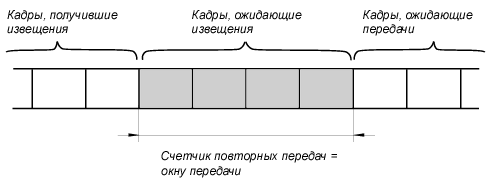 Кадры, получившие
извещения
Кадры, ожидающие
извещения
Кадры, ожидающие
передачи
Счетчик повторных передач =
окну передачи